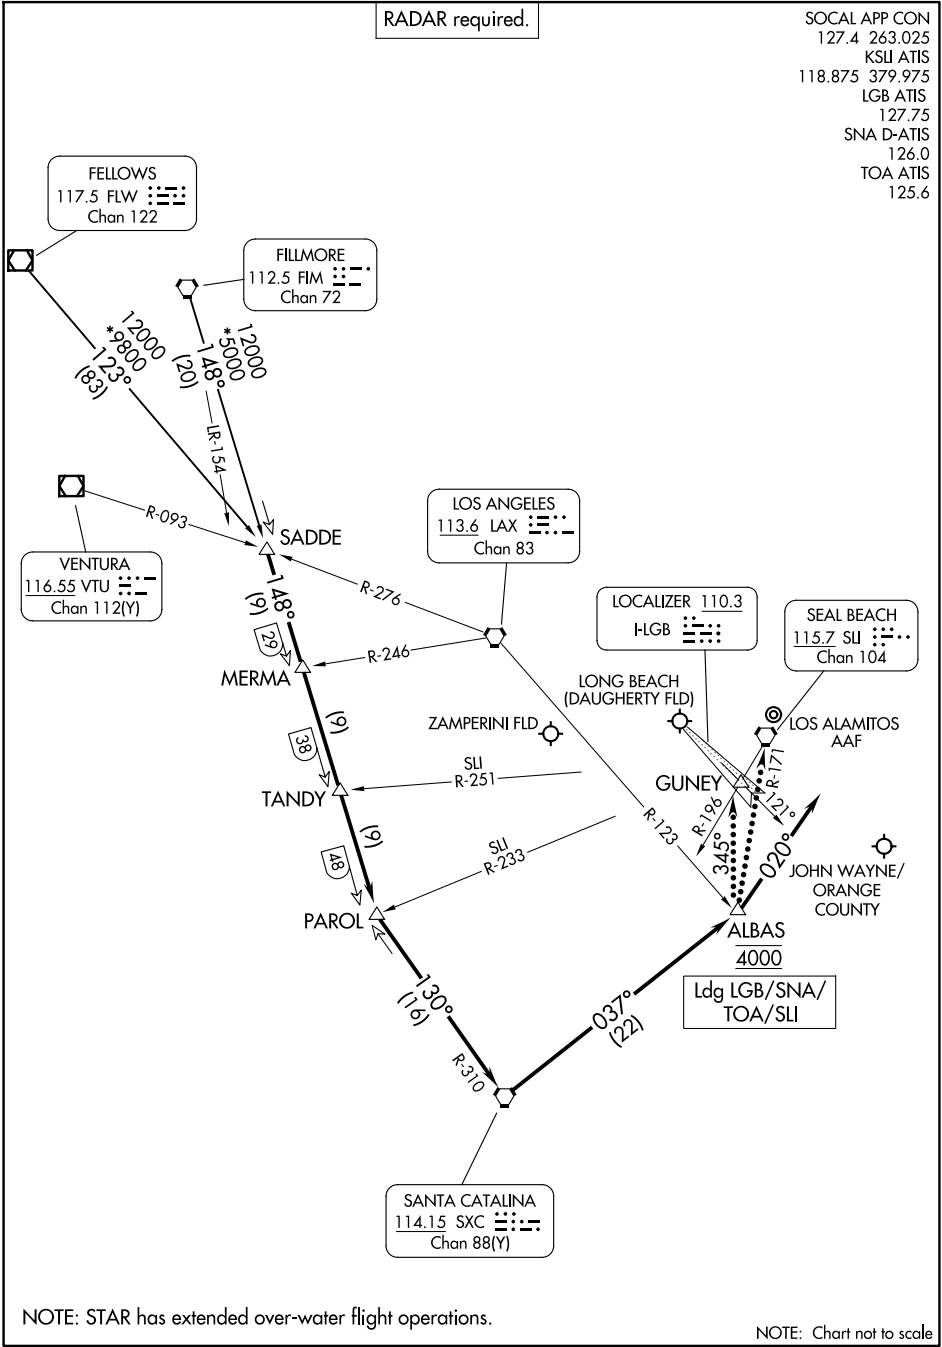 RADAR required.
SOCAL APP CON
127.4 263.025
KSLI ATIS
118.875 379.975
LGB ATIS
127.75
SNA D-ATIS
126.0
TOA ATIS
125.6
FELLOWS
117.5 FLW
Chan 122
FILLMORE
112.5 FIM
Chan 72
12000
*9800
123°
(83)
12000
*5000
148°
(20)
LR-154
R-093
SADDE
VENTURA
116.55 VTU
Chan 112(Y)
LOS ANGELES
113.6 LAX
Chan 83
148°
(9)
R-276
29
R-246
MERMA
LOCALIZER 110.3
I-LGB
SEAL BEACH
115.7 SLI
Chan 104
LONG BEACH
(DAUGHERTY FLD)
ZAMPERINI FLD
LOS ALAMITOS
AAF
(9)
38
SLI
R-251
TANDY
GUNEY
R-171
121°
R-196
R-123
(9)
48
SLI
R-233
345°
020°
JOHN WAYNE/
ORANGE
COUNTY
PAROL
ALBAS
4000
Ldg LGB/SNA/
TOA/SLI
130°
(16)
R-310
037°
(22)
SANTA CATALINA
114.15 SXC
Chan 88(Y)
NOTE: STAR has extended over-water flight operations.
NOTE: Chart not to scale